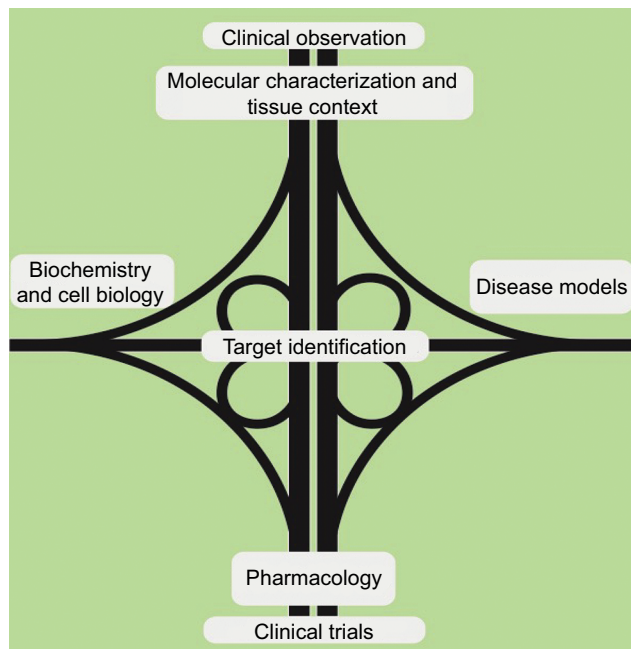 Clinical observation
Molecular characterization and
tissue context
Biochemistry
and cell biology
Disease models
Target identification
Pharmacology
Clinical trials